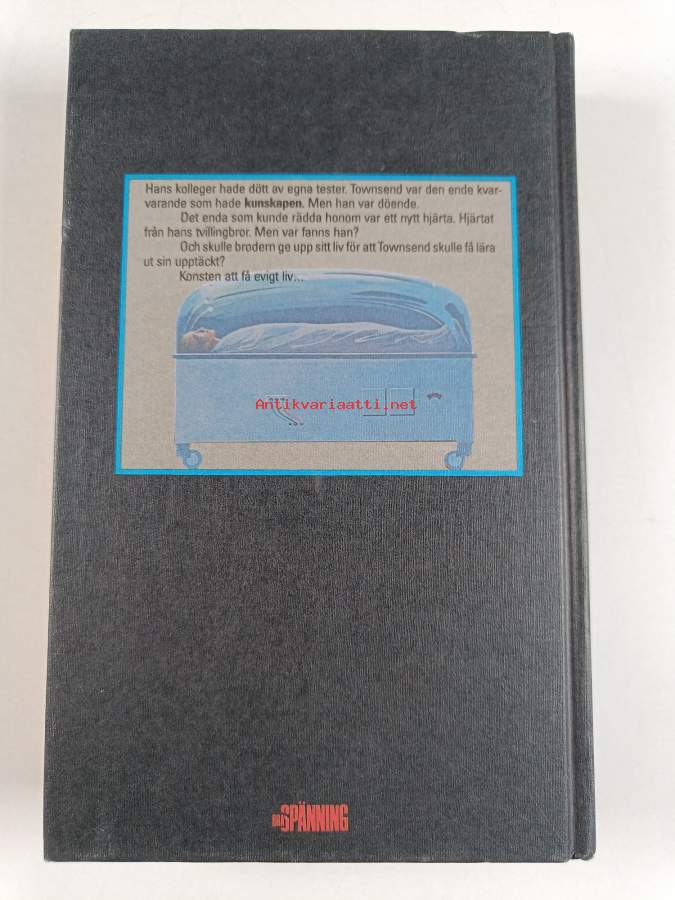 Hans kolleger hade dött av egna tester. Townsend var den ende kvar-
varande som hade kunskapen. Men han var döende.
Det enda som kunde rädda honom var ett nytt hjärta. Hjärtat
från hans tvillingbror. Men var fanns han?
Och skulle brodern ge upp sitt liv för att Townsend skulle få lära
ut sin upptäckt?
Konsten att få evigt liv...
Antikvariaatti.net
SPÄNNING